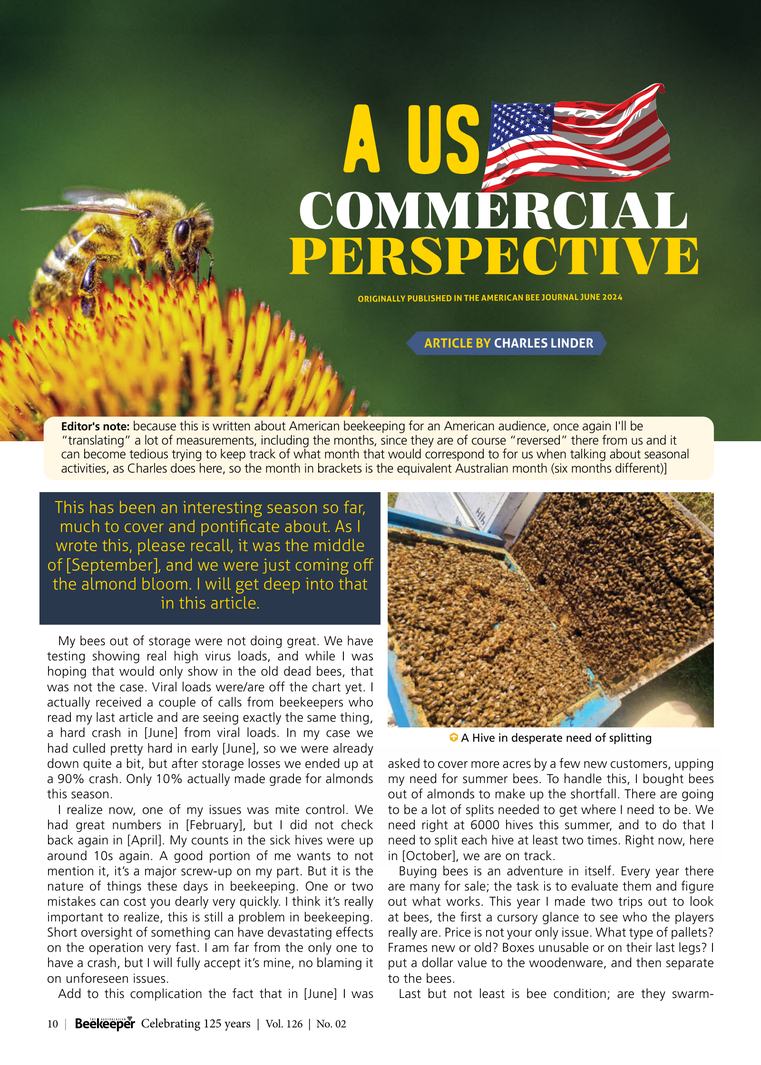 A US
COMMERCIAL
PERSPECTIVE
ORIGINALLY PUBLISHED IN THE AMERICAN BEE JOURNAL JUNE 2024
ARTICLE BY CHARLES LINDER
Editor's note: because this is written about American beekeeping for an American audience, once again I'll be
“translating” a lot of measurements, including the months, since they are of course “reversed” there from us and it
can become tedious trying to keep track of what month that would correspond to for us when talking about seasonal
activities, as Charles does here, so the month in brackets is the equivalent Australian month (six months different)]
This has been an interesting season so far,
much to cover and pontificate about. As I
wrote this, please recall, it was the middle
of [September], and we were just coming off
the almond bloom. I will get deep into that
in this article.
My bees out of storage were not doing great. We have
testing showing real high virus loads, and while I was
hoping that would only show in the old dead bees, that
was not the case. Viral loads were/are off the chart yet. I
actually received a couple of calls from beekeepers who
read my last article and are seeing exactly the same thing,
a hard crash in [June] from viral loads. In my case we
had culled pretty hard in early [June], so we were already
down quite a bit, but after storage losses we ended up at
a 90% crash. Only 10% actually made grade for almonds
this season.
I realize now, one of my issues was mite control. We
had great numbers in [February], but I did not check
back again in [April]. My counts in the sick hives were up
around 10s again. A good portion of me wants to not
mention it, it’s a major screw-up on my part. But it is the
nature of things these days in beekeeping. One or two
mistakes can cost you dearly very quickly. I think it’s really
important to realize, this is still a problem in beekeeping.
Short oversight of something can have devastating effects
on the operation very fast. I am far from the only one to
have a crash, but I will fully accept it’s mine, no blaming it
on unforeseen issues.
Add to this complication the fact that in [June] I was
A Hive in desperate need of splitting
asked to cover more acres by a few new customers, upping
my need for summer bees. To handle this, I bought bees
out of almonds to make up the shortfall. There are going
to be a lot of splits needed to get where I need to be. We
need right at 6000 hives this summer, and to do that I
need to split each hive at least two times. Right now, here
in [October], we are on track.
Buying bees is an adventure in itself. Every year there
are many for sale; the task is to evaluate them and figure
out what works. This year I made two trips out to look
at bees, the first a cursory glance to see who the players
really are. Price is not your only issue. What type of pallets?
Frames new or old? Boxes unusable or on their last legs? I
put a dollar value to the woodenware, and then separate
to the bees.
Last but not least is bee condition; are they swarm-
10 | Beekeeper Celebrating 125 years | Vol. 126 | No. 02